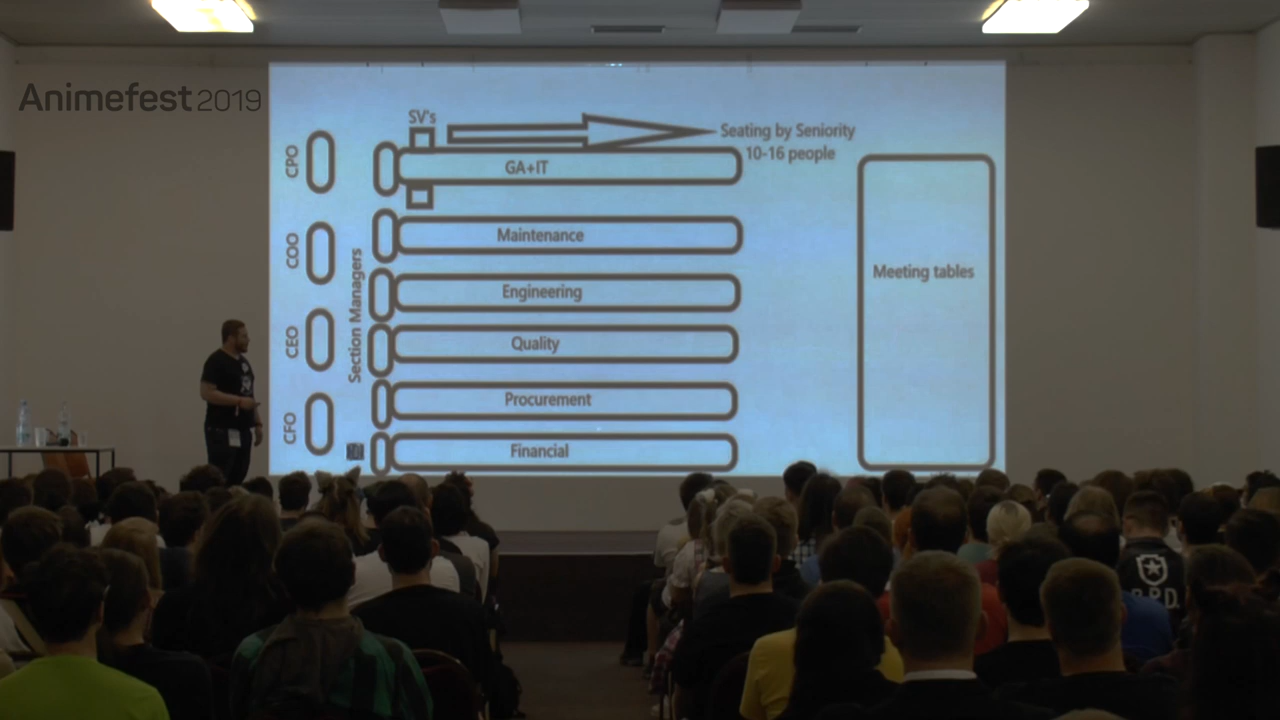 Animefest 2019
SV's
Seating by Seniority
10-16 people
CPO
GA+IT
COO
Maintenance
Section Managers
Engineering
Meeting tables
CEO
Quality
Procurement
CFO
Financial
R.P.D.